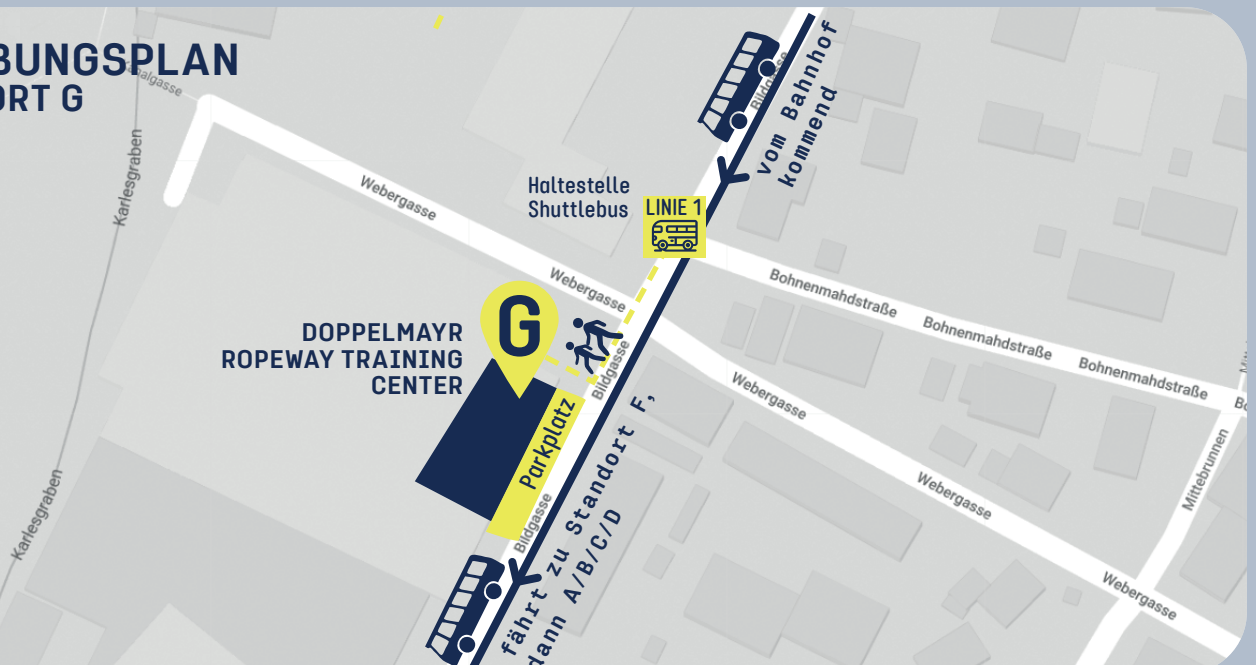 BUNGSPLAN
ORT G
Kanalgasse
Karlesgraben
Webergasse
Bildgasse
vom Bahnhof
kommend
Haltestelle
Shuttlebus
LINIE 1
Webergasse
Bohnenmahdstraße
Bohnenmahdstraße
Bohnenmahdstraße
G
DOPPELMAYR
ROPEWAY TRAINING
CENTER
Bildgasse
Parkplatz
Webergasse
Bildgasse
fährt zu Standort F,
dann A/B/C/D
Karlesgraben
Webergasse
Mittebrunnen
Webergasse